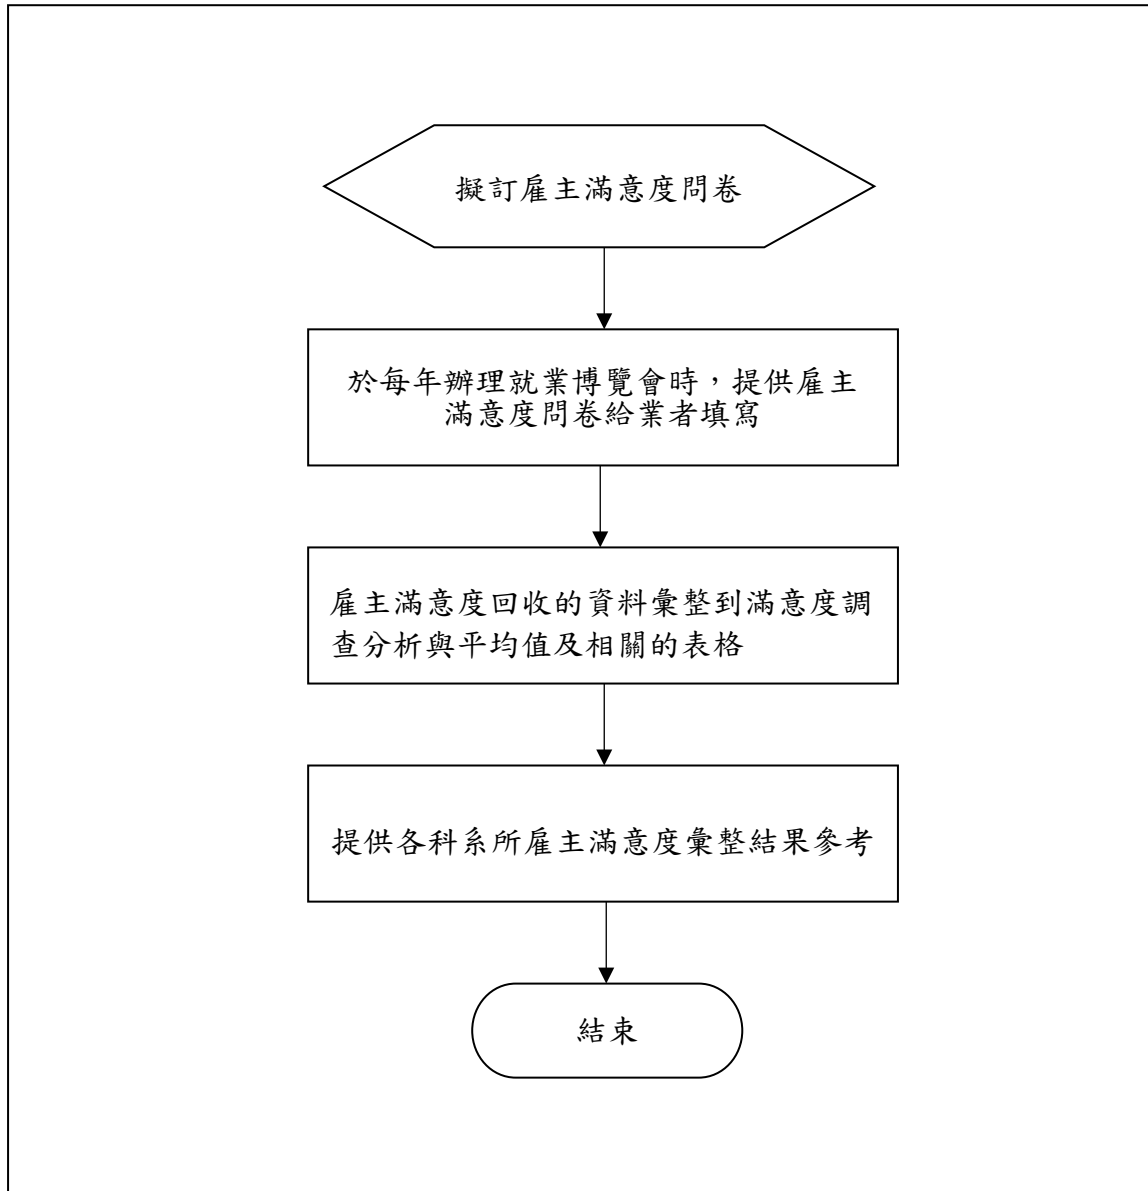 擬訂雇主滿意度問卷
於每年辦理就業博覽會時，提供雇主
滿意度問卷給業者填寫
雇主滿意度回收的資料彙整到滿意度調
查分析與平均值及相關的表格
提供各科系所雇主滿意度彙整結果參考
結束